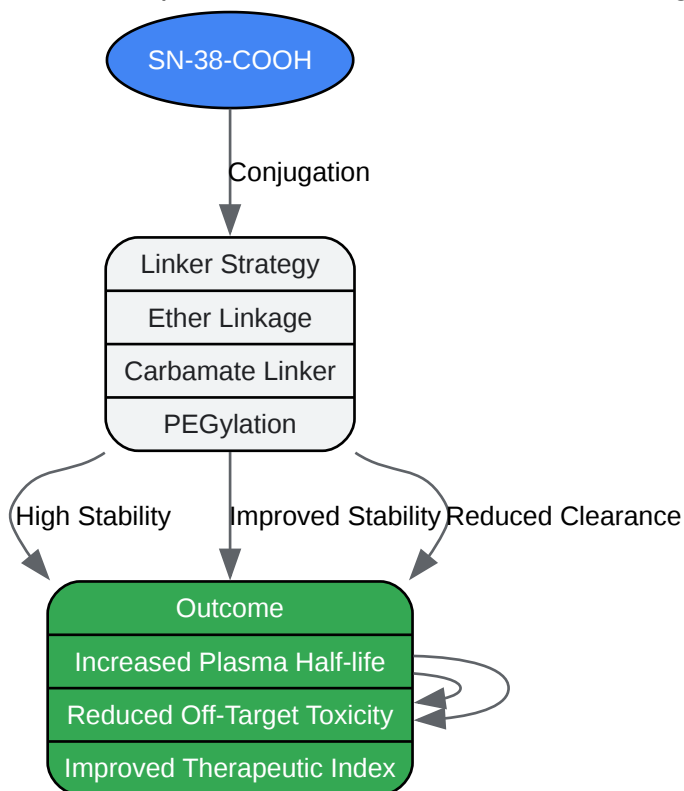 SN-38-COOH
Conjugation
Linker Strategy
Ether Linkage
Carbamate Linker
PEGylation
High Stability
Improved Stability
Reduced Clearance
Outcome
Increased Plasma Half-life
Reduced Off-Target Toxicity
Improved Therapeutic Index